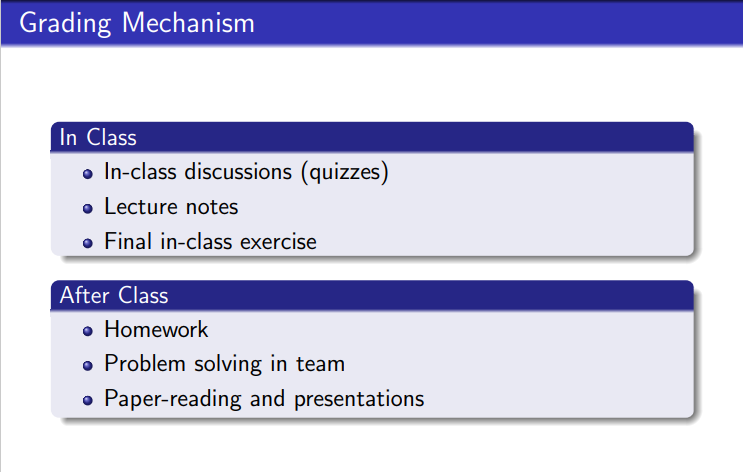 Grading Mechanism
In Class
In-class discussions (quizzes)
Lecture notes
Final in-class exercise
After Class
Homework
Problem solving in team
Paper-reading and presentations